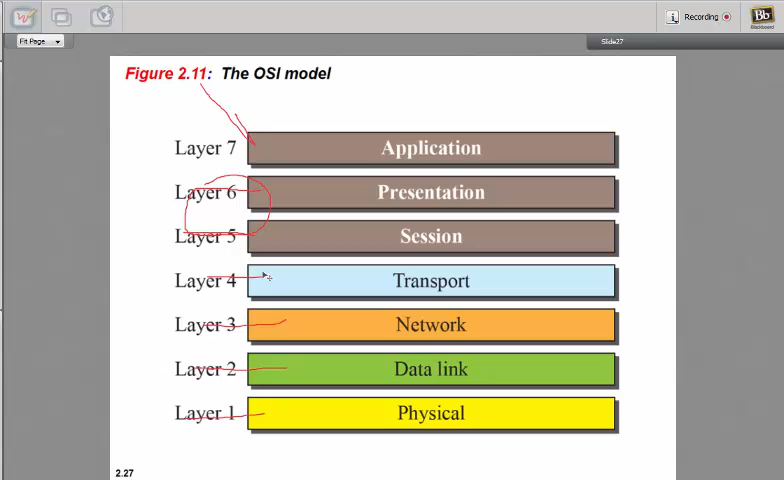 Recording
Bb
Blackboard
Fit Page
Slide27
Figure 2.11: The OSI model
Layer 7 Application
Layer 6 Presentation
Layer 5 Session
Layer 4 Transport
Layer 3 Network
Layer 2 Data link
Layer 1 Physical
2.27